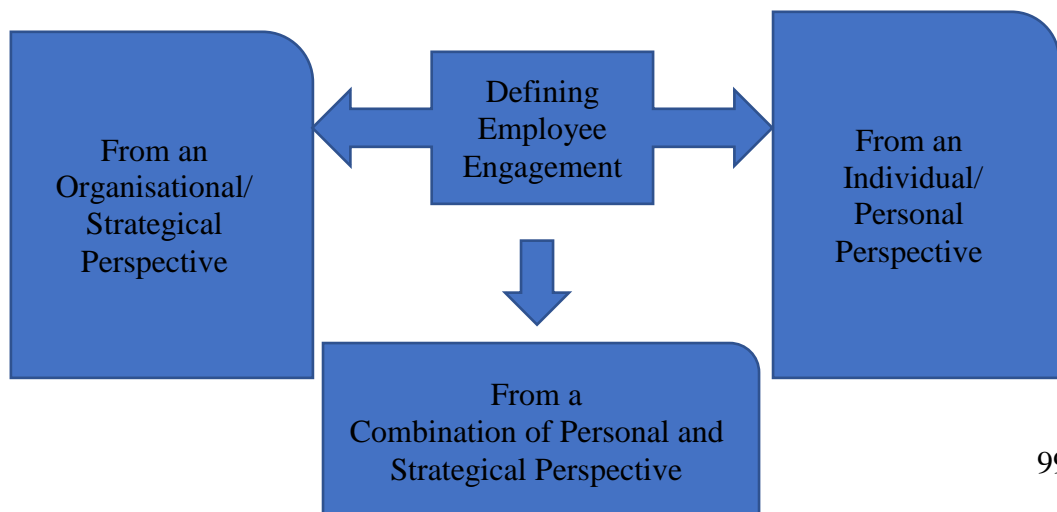 Defining
Employee
Engagement
From an
Organisational/
Strategical
Perspective
From an
Individual/
Personal
Perspective
From a
Combination of Personal and
Strategical Perspective
99